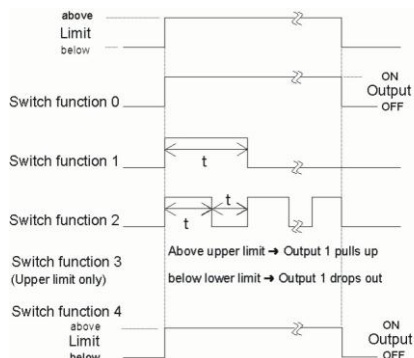 above
Limit
below
ON
Output
OFF
Switch function 0
Switch function 1
t
Switch function 2
t
t
Switch function 3
(Upper limit only)
Above upper limit ➔ Output 1 pulls up
below lower limit ➔ Output 1 drops out
Switch function 4
above
Limit
below
ON
Output
OFF